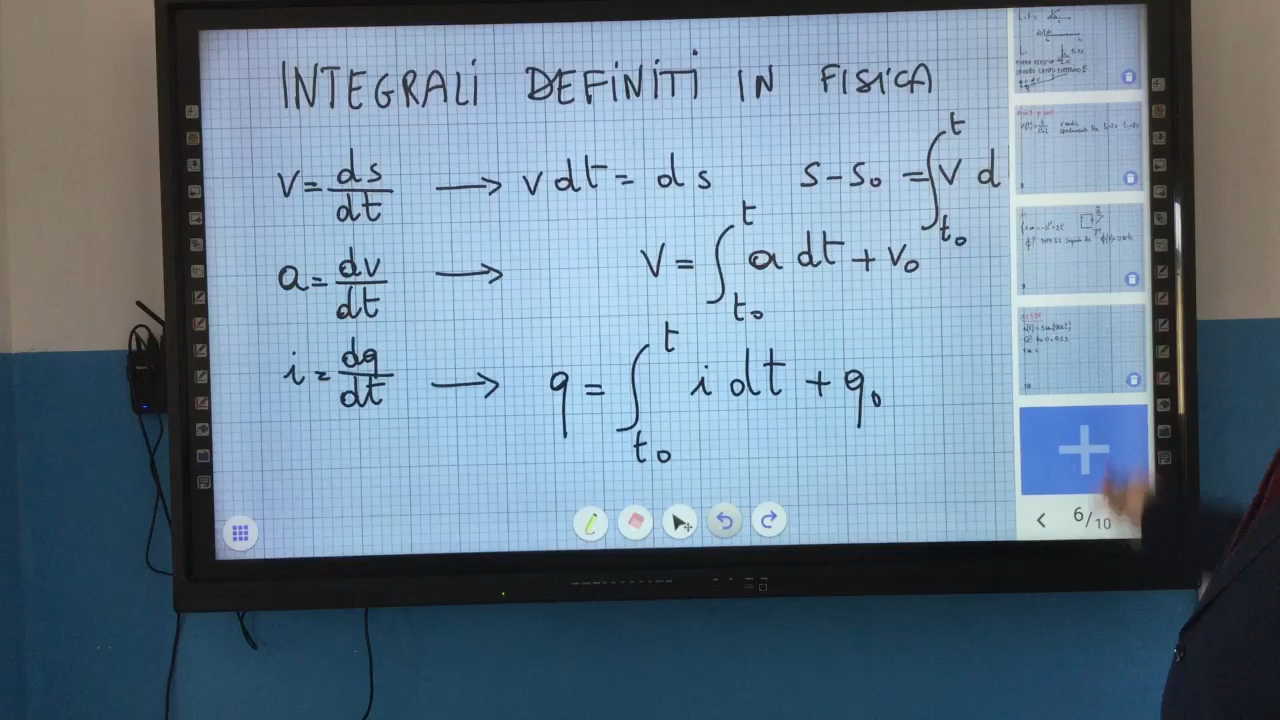 INTEGRALI DEFINITI IN FISICA
v = ds/dt → v dt = ds s - s₀ = ∫_{t₀}^{t} v d
a = dv/dt → v = ∫_{t₀}^{t} a dt + v₀
i = dq/dt → q = ∫_{t₀}^{t} i dt + q₀
6/10